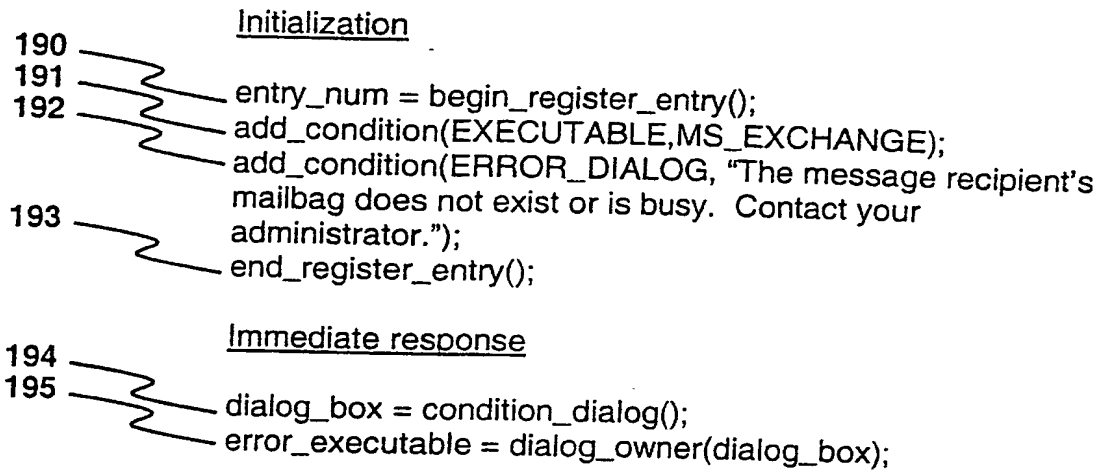 Initialization
190
191
192
entry_num = begin_register_entry();
add_condition(EXECUTABLE,MS_EXCHANGE);
add_condition(ERROR_DIALOG, "The message recipient's
mailbag does not exist or is busy. Contact your
administrator.");
193
end_register_entry();
Immediate response
194
195
dialog_box = condition_dialog();
error_executable = dialog_owner(dialog_box);